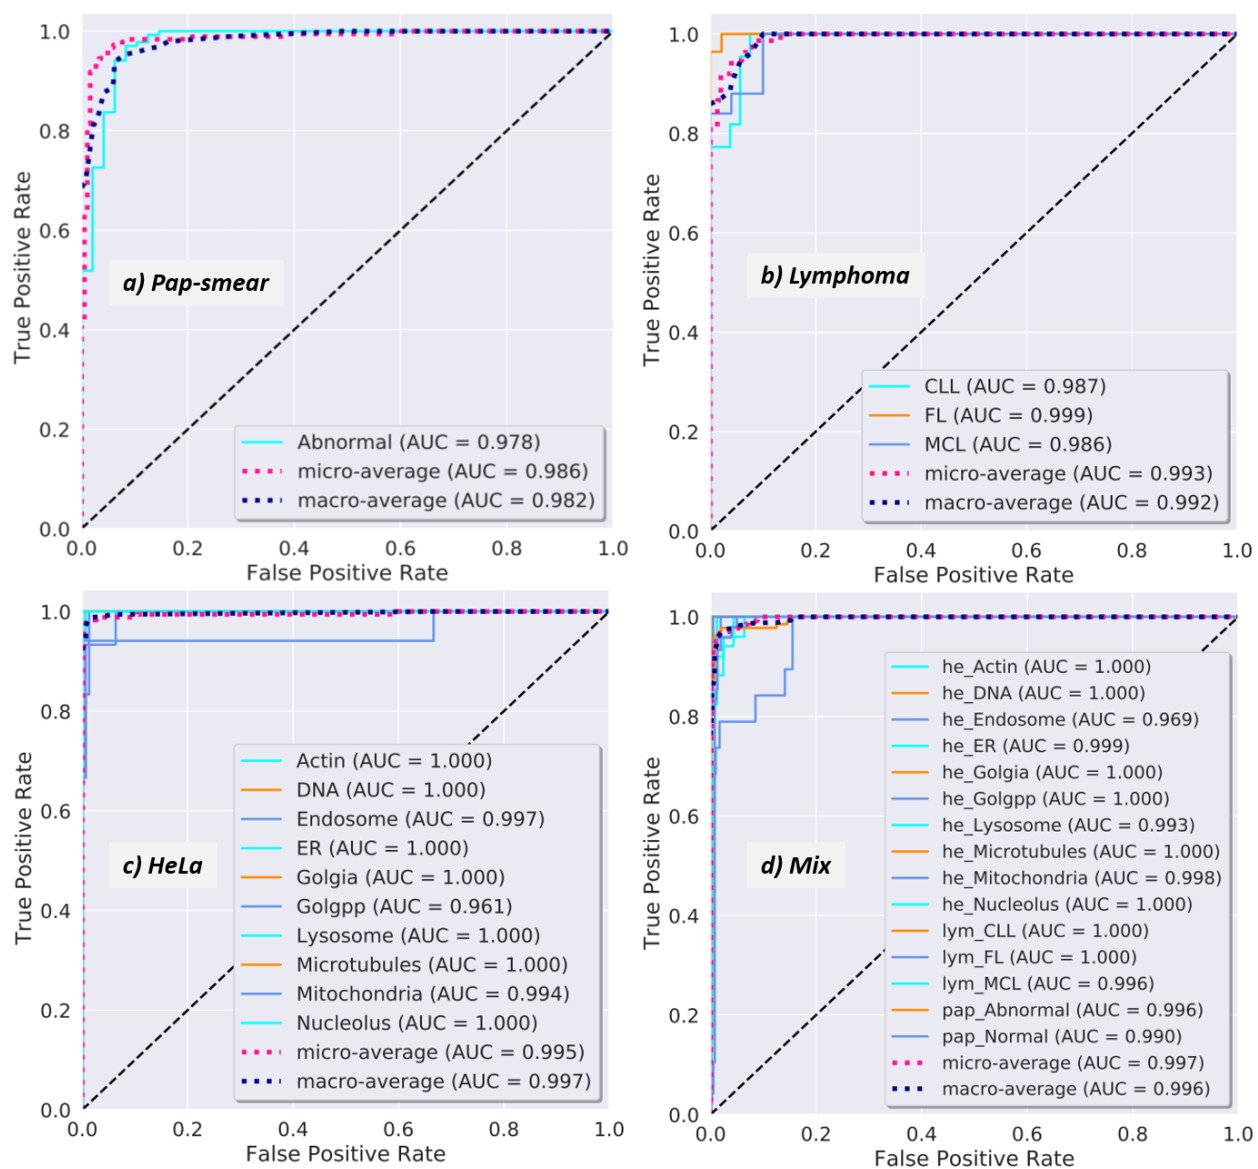 True Positive Rate
1.0
0.8
0.6
0.4
0.2
0.0
a) Pap-smear
Abnormal (AUC = 0.978)
micro-average (AUC = 0.986)
macro-average (AUC = 0.982)
0.0 0.2 0.4 0.6 0.8 1.0
False Positive Rate
True Positive Rate
1.0
0.8
0.6
0.4
0.2
0.0
b) Lymphoma
CLL (AUC = 0.987)
FL (AUC = 0.999)
MCL (AUC = 0.986)
micro-average (AUC = 0.993)
macro-average (AUC = 0.992)
0.0 0.2 0.4 0.6 0.8 1.0
False Positive Rate
True Positive Rate
1.0
0.8
0.6
0.4
0.2
0.0
c) HeLa
Actin (AUC = 1.000)
DNA (AUC = 1.000)
Endosome (AUC = 0.997)
ER (AUC = 1.000)
Golgia (AUC = 1.000)
Golgpp (AUC = 0.961)
Lysosome (AUC = 1.000)
Microtubules (AUC = 1.000)
Mitochondria (AUC = 0.994)
Nucleolus (AUC = 1.000)
micro-average (AUC = 0.995)
macro-average (AUC = 0.997)
0.0 0.2 0.4 0.6 0.8 1.0
False Positive Rate
True Positive Rate
1.0
0.8
0.6
0.4
0.2
0.0
d) Mix
he_Actin (AUC = 1.000)
he_DNA (AUC = 1.000)
he_Endosome (AUC = 0.969)
he_ER (AUC = 0.999)
he_Golgia (AUC = 1.000)
he_Golgpp (AUC = 1.000)
he_Lysosome (AUC = 0.993)
he_Microtubules (AUC = 1.000)
he_Mitochondria (AUC = 0.998)
he_Nucleolus (AUC = 1.000)
lym_CLL (AUC = 1.000)
lym_FL (AUC = 1.000)
lym_MCL (AUC = 0.996)
pap_Abnormal (AUC = 0.996)
pap_Normal (AUC = 0.990)
micro-average (AUC = 0.997)
macro-average (AUC = 0.996)
0.0 0.2 0.4 0.6 0.8 1.0
False Positive Rate